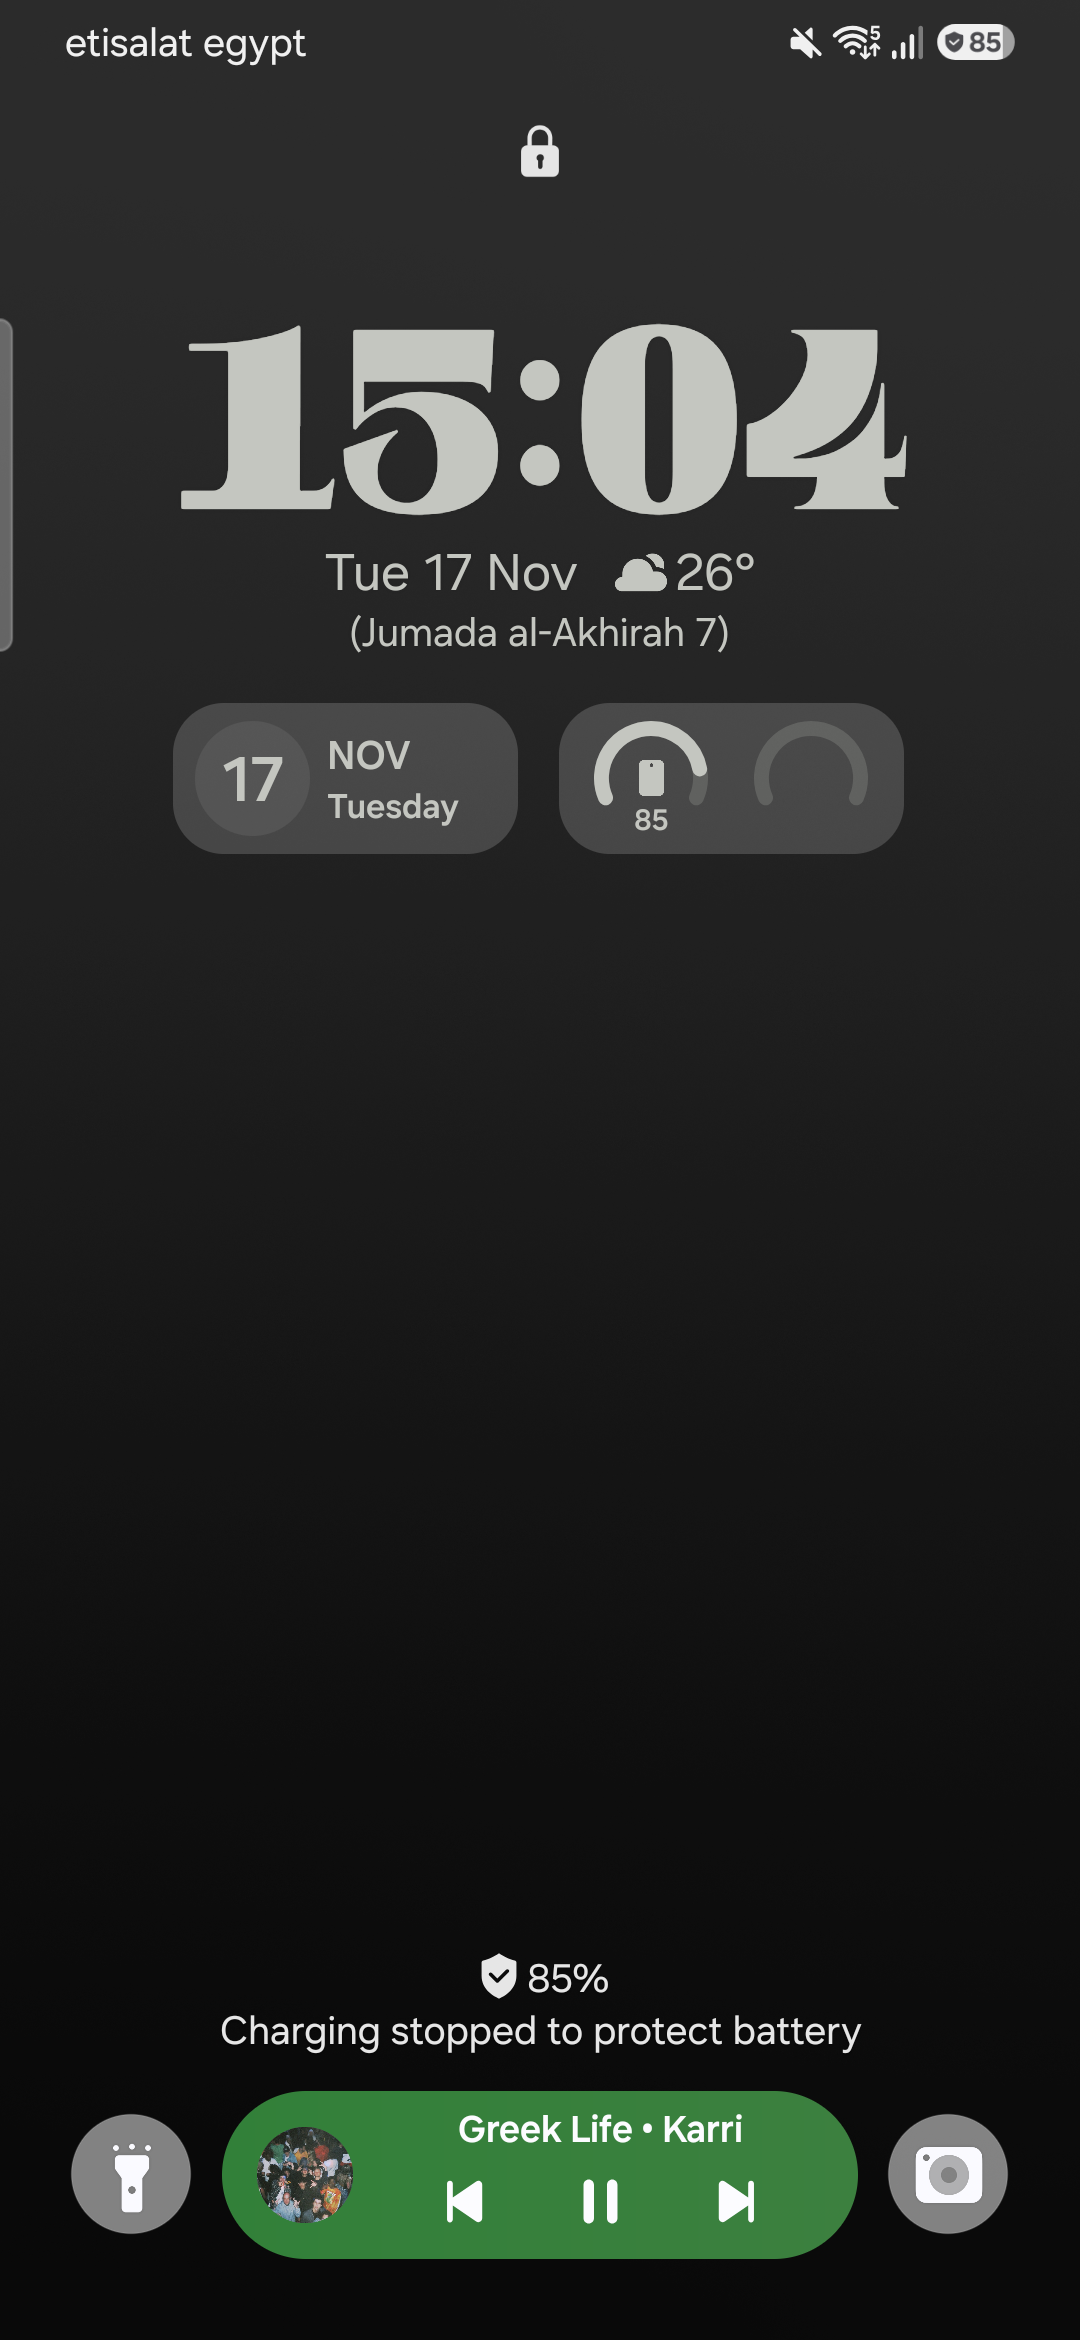 etisalat egypt
5
85
15:04
Tue 17 Nov 26°
(Jumada al-Akhirah 7)
17
NOV
Tuesday
85
85%
Charging stopped to protect battery
Greek Life • Karri